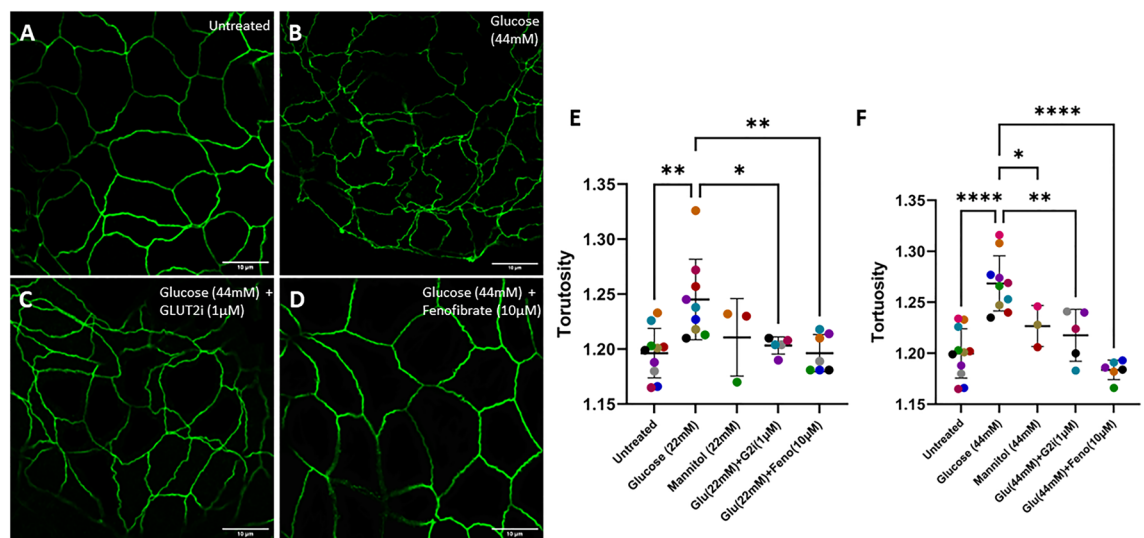 A
Untreated
10 µm
B
Glucose
(44mM)
10 µm
C
Glucose (44mM) +
GLUT2i (1µM)
10 µm
D
Glucose (44mM) +
Fenofibrate (10µM)
10 µm
E
**
**
*
Torutosity
1.35
1.30
1.25
1.20
1.15
Untreated
Glucose (22mM)
Mannitol (22mM)
Glu(22mM)+G2i(1µM)
Glu(22mM)+Feno(10µM)
F
****
*
****
**
Tortuosity
1.35
1.30
1.25
1.20
1.15
Untreated
Glucose (44mM)
Mannitol (44mM)
Glu(44mM)+G2i(1µM)
Glu(44mM)+Feno(10µM)